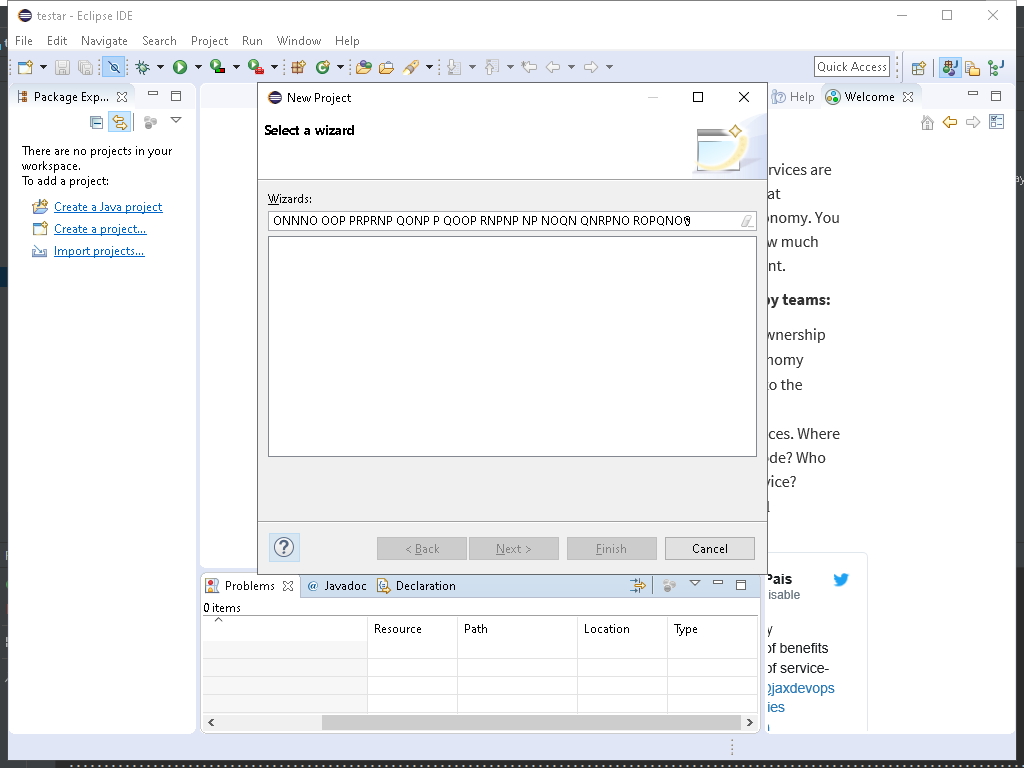 testar - Eclipse IDE
File Edit Navigate Search Project Run Window Help
Quick Access
Package Exp...
There are no projects in your
workspace.
To add a project:
Create a Java project
Create a project...
Import projects...
New Project
Select a wizard
Wizards:
ONNNO OOP PRPRNP QONP P QOOP RNPNP NP NOQN QNRPNO ROPQNO
< Back Next > Finish Cancel
Help Welcome
rvices are
at
onomy. You
w much
nt.
by teams:
wnership
nomy
o the
ces. Where
ode? Who
vice?
Pais
isable
y
of benefits
of service-
@jaxdevops
ies
Problems Javadoc Declaration
0 items
Resource Path Location Type